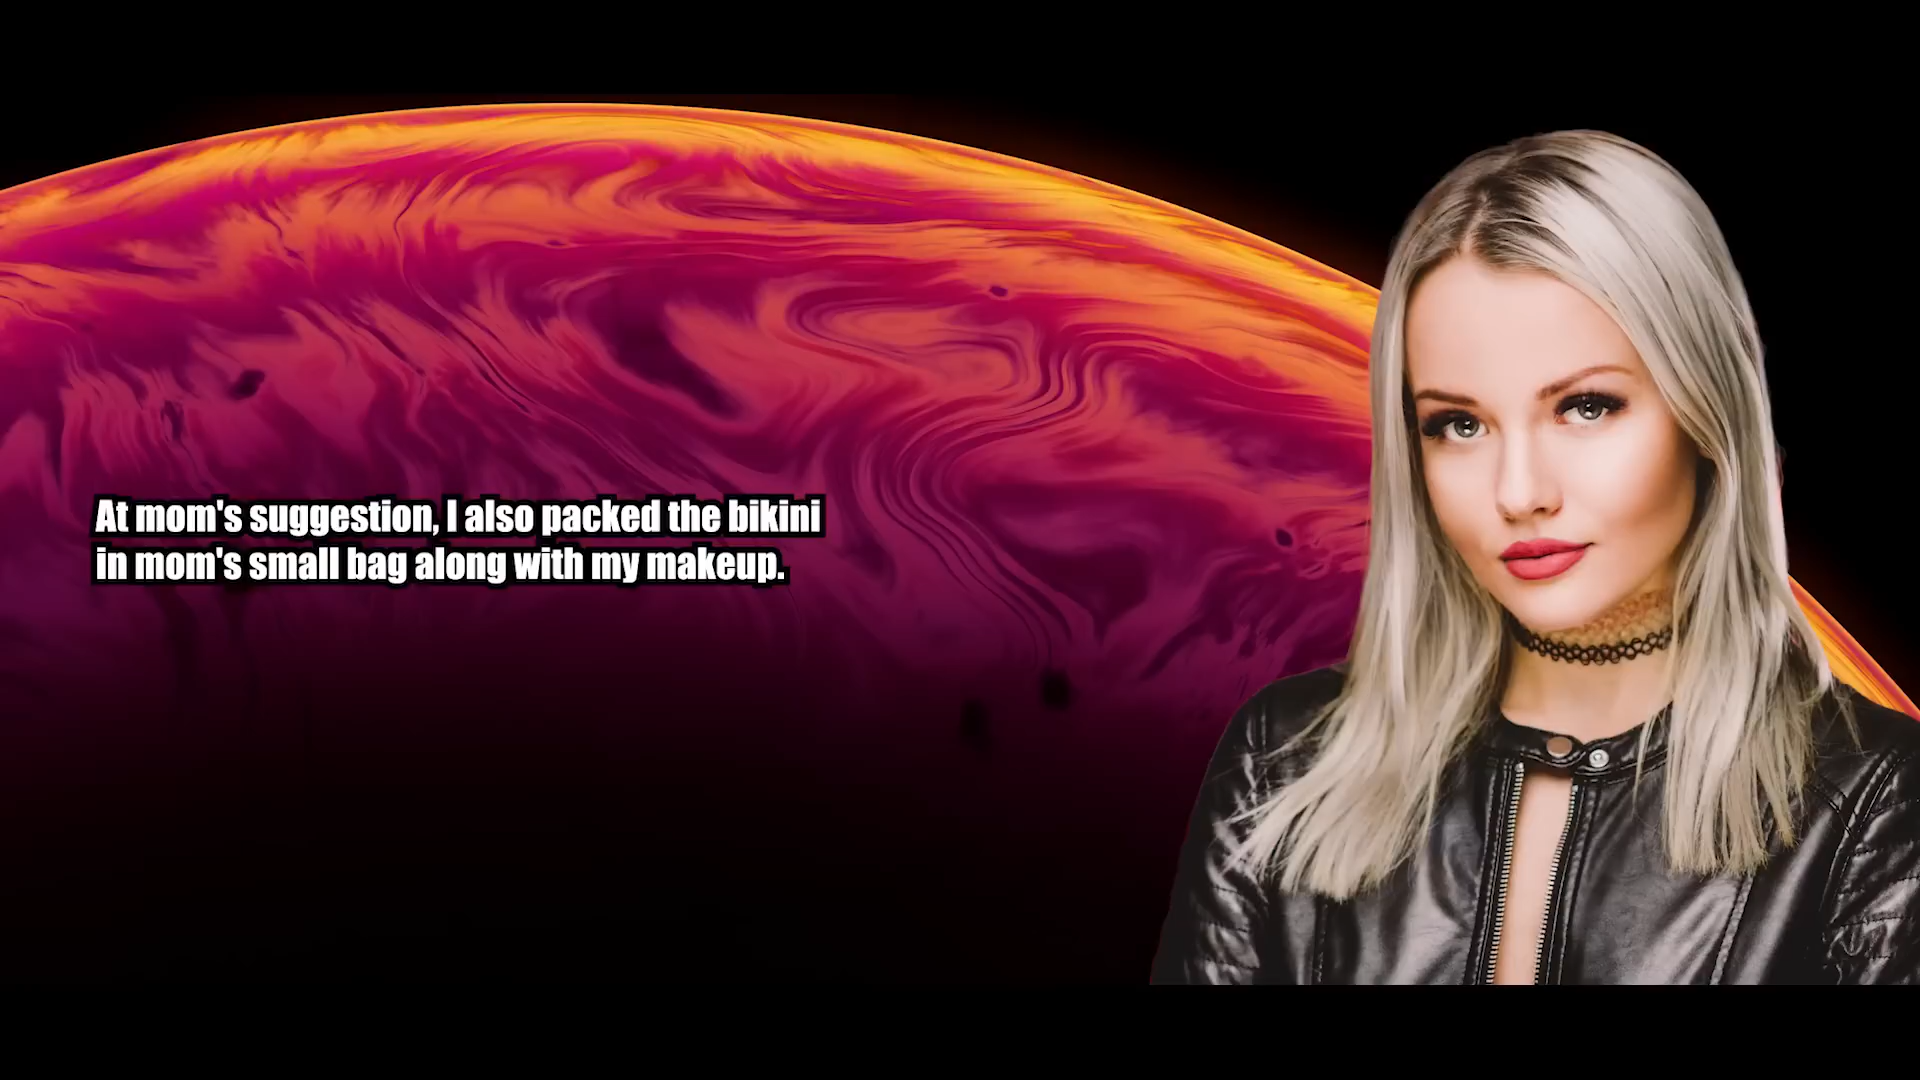 At mom's suggestion, I also packed the bikini
in mom's small bag along with my makeup.